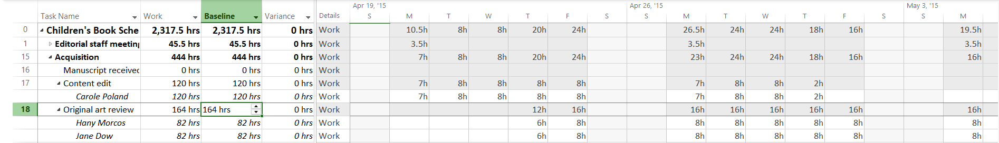 Apr 19, '15 Apr 26, '15 May 3, '15
Task Name Work Baseline Variance Details S M T W T F S S M T W T F S S M
0 Children's Book Sche 2,317.5 hrs 2,317.5 hrs 0 hrs Work 10.5h 8h 8h 20h 24h 26.5h 24h 24h 18h 16h 19.5h
1 Editorial staff meeting 45.5 hrs 45.5 hrs 0 hrs Work 3.5h 3.5h 3.5h
15 Acquisition 444 hrs 444 hrs 0 hrs Work 7h 8h 8h 20h 24h 23h 24h 24h 18h 16h 16h
16 Manuscript received 0 hrs 0 hrs 0 hrs Work
17 Content edit 120 hrs 120 hrs 0 hrs Work 7h 8h 8h 8h 8h 7h 8h 8h 2h
Carole Poland 120 hrs 120 hrs 0 hrs Work 7h 8h 8h 8h 8h 7h 8h 8h 2h
18 Original art review 164 hrs 164 hrs 0 hrs Work 12h 16h 16h 16h 16h 16h 16h 16h
Hany Morcos 82 hrs 82 hrs 0 hrs Work 6h 8h 8h 8h 8h 8h 8h 8h
Jane Dow 82 hrs 82 hrs 0 hrs Work 6h 8h 8h 8h 8h 8h 8h 8h